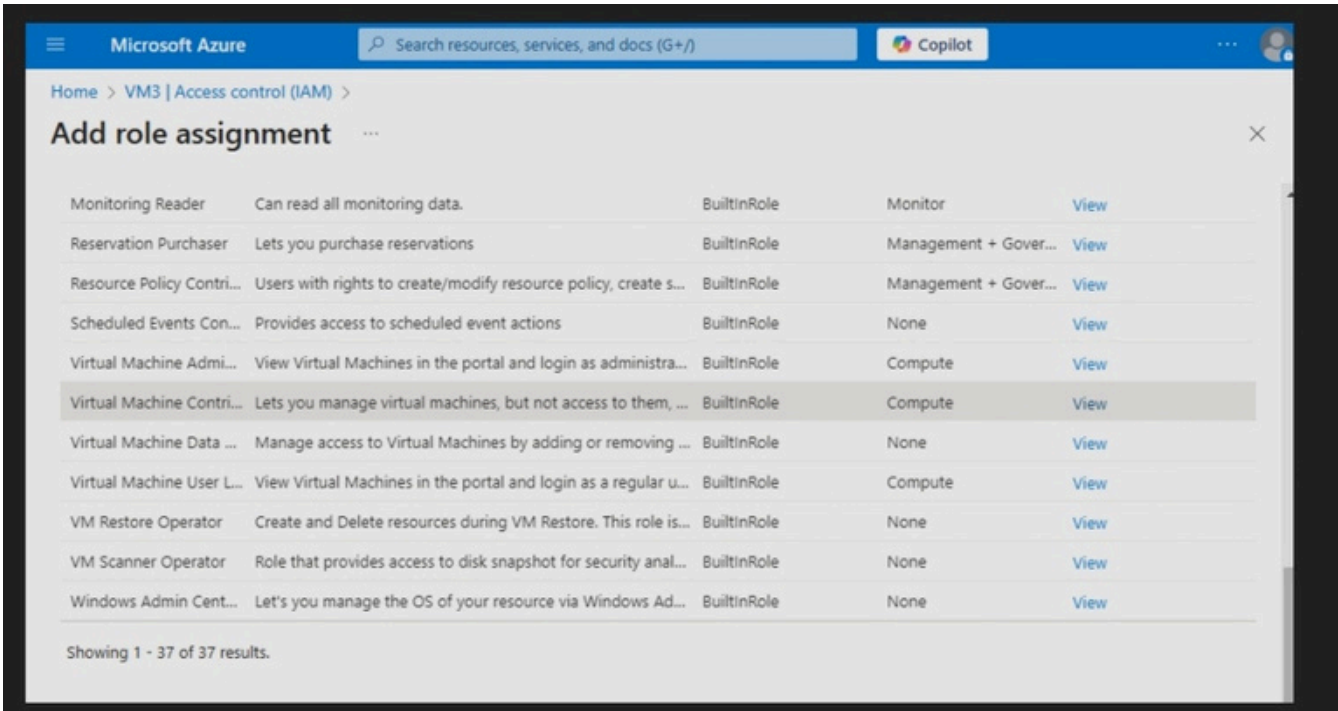 Microsoft Azure
Search resources, services, and docs (G+/)
Copilot
...
Home > VM3 | Access control (IAM) >
Add role assignment ...
Monitoring Reader Can read all monitoring data. BuiltInRole Monitor View
Reservation Purchaser Lets you purchase reservations BuiltInRole Management + Gover... View
Resource Policy Contri... Users with rights to create/modify resource policy, create s... BuiltInRole Management + Gover... View
Scheduled Events Con... Provides access to scheduled event actions BuiltInRole None View
Virtual Machine Admi... View Virtual Machines in the portal and login as administra... BuiltInRole Compute View
Virtual Machine Contri... Lets you manage virtual machines, but not access to them, ... BuiltInRole Compute View
Virtual Machine Data ... Manage access to Virtual Machines by adding or removing ... BuiltInRole None View
Virtual Machine User L... View Virtual Machines in the portal and login as a regular u... BuiltInRole Compute View
VM Restore Operator Create and Delete resources during VM Restore. This role is... BuiltInRole None View
VM Scanner Operator Role that provides access to disk snapshot for security anal... BuiltInRole None View
Windows Admin Cent... Let's you manage the OS of your resource via Windows Ad... BuiltInRole None View
Showing 1 - 37 of 37 results.